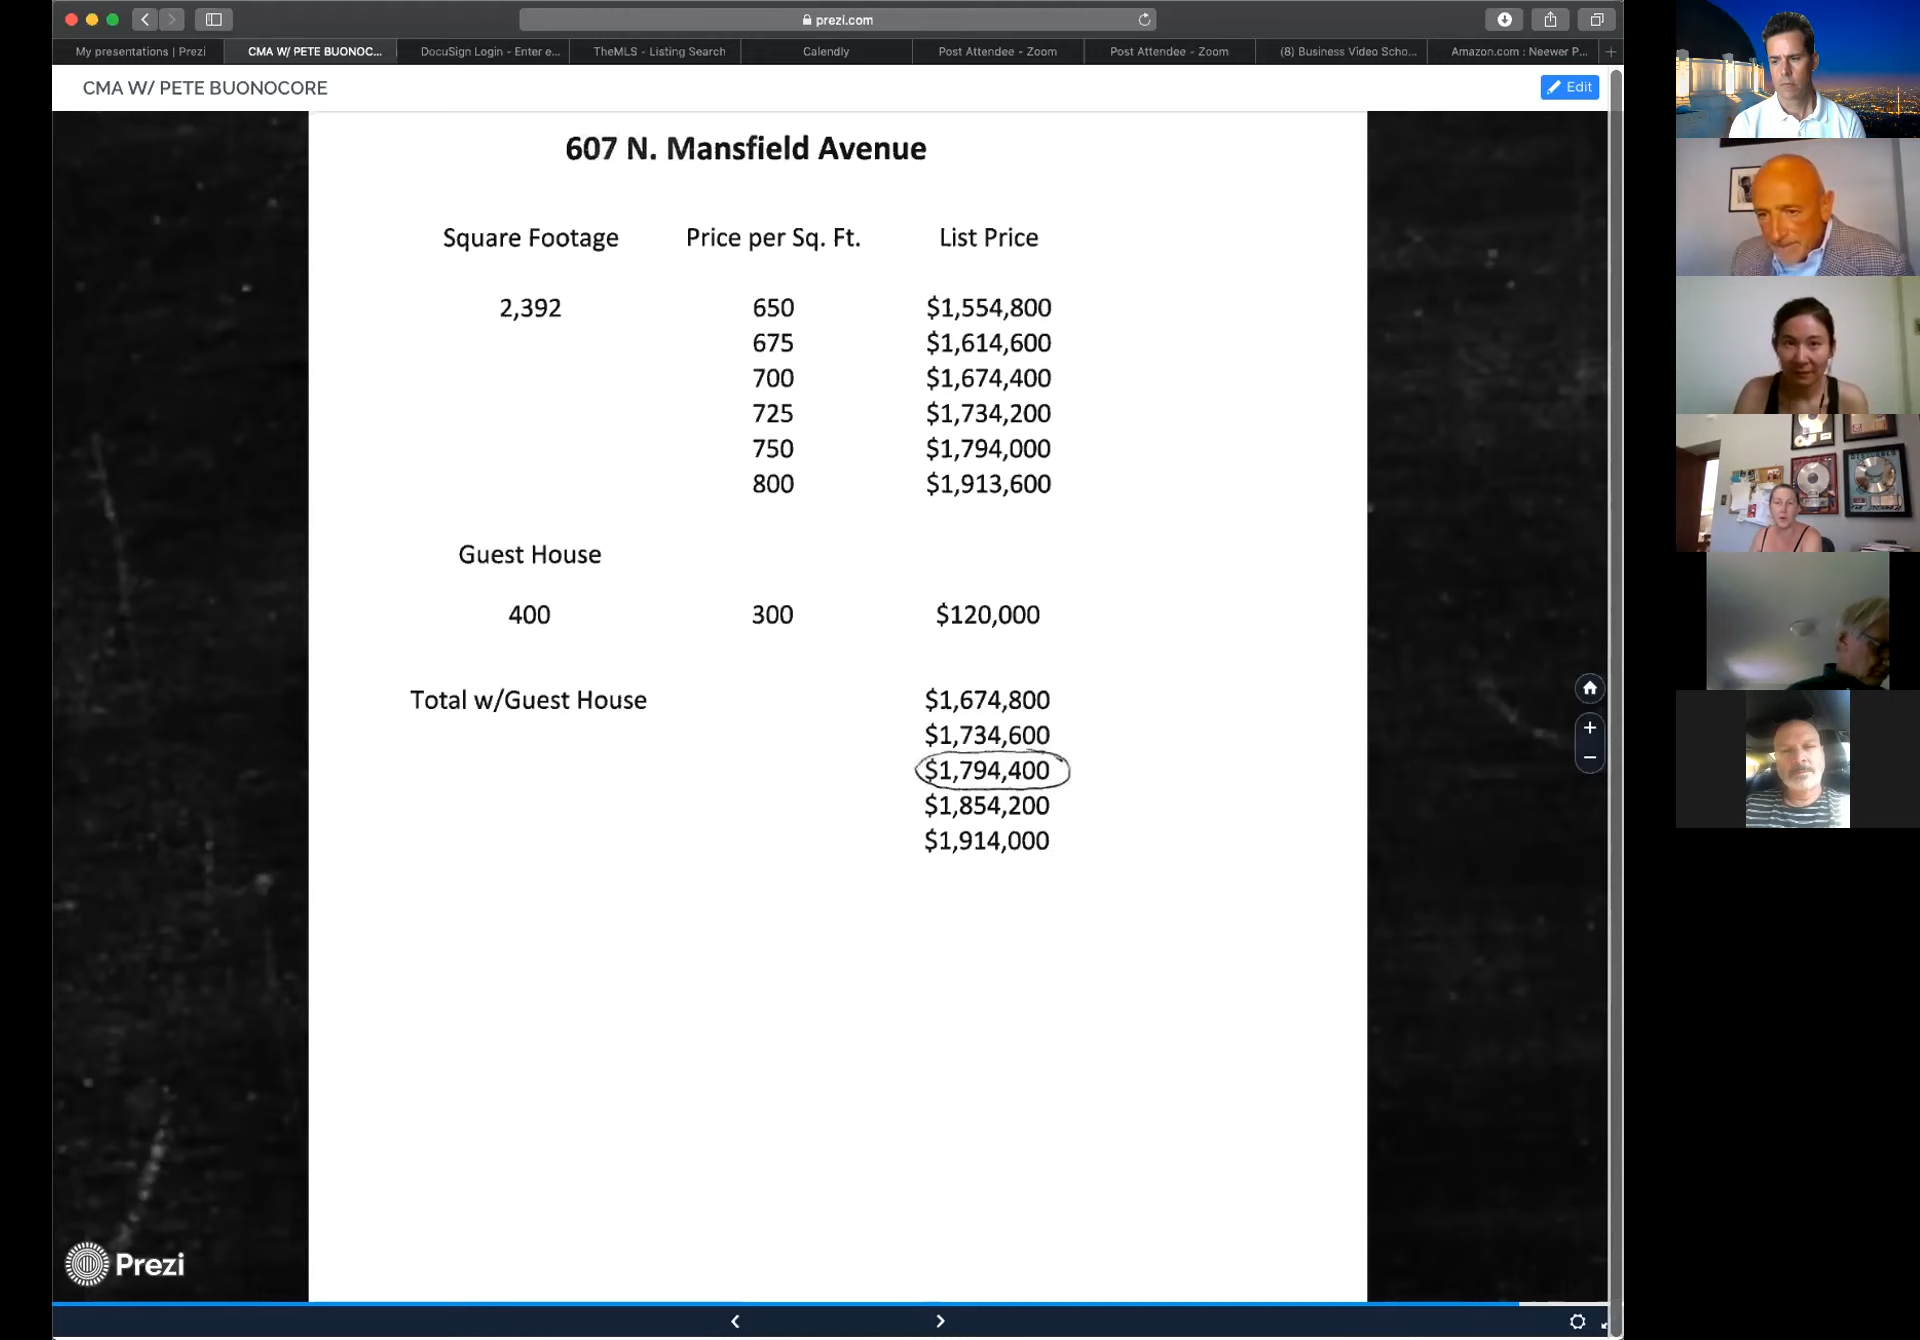 prezi.com
My presentations | Prezi
CMA W/ PETE BUONOC...
DocuSign Login - Enter e...
TheMLS - Listing Search
Calendly
Post Attendee - Zoom
Post Attendee - Zoom
(8) Business Video Scho...
Amazon.com : Neewer P...
CMA W/ PETE BUONOCORE
Edit
607 N. Mansfield Avenue
Square Footage Price per Sq. Ft. List Price
2,392 650 $1,554,800
675 $1,614,600
700 $1,674,400
725 $1,734,200
750 $1,794,000
800 $1,913,600
Guest House
400 300 $120,000
Total w/Guest House $1,674,800
$1,734,600
$1,794,400
$1,854,200
$1,914,000
Prezi